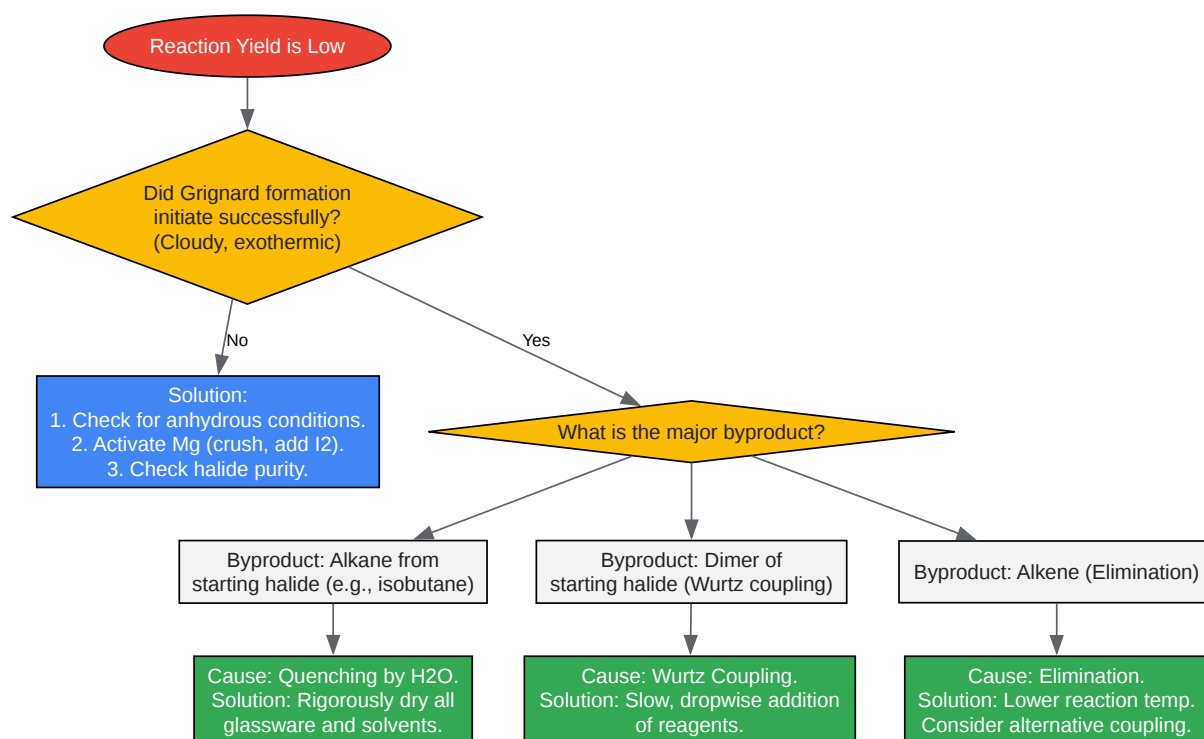 Reaction Yield is Low
Did Grignard formation
initiate successfully?
(Cloudy, exothermic)
No
Yes
Solution:
1. Check for anhydrous conditions.
2. Activate Mg (crush, add I2).
3. Check halide purity.
What is the major byproduct?
Byproduct: Alkane from
starting halide (e.g., isobutane)
Byproduct: Dimer of
starting halide (Wurtz coupling)
Byproduct: Alkene (Elimination)
Cause: Quenching by H2O.
Solution: Rigorously dry all
glassware and solvents.
Cause: Wurtz Coupling.
Solution: Slow, dropwise addition
of reagents.
Cause: Elimination.
Solution: Lower reaction temp.
Consider alternative coupling.